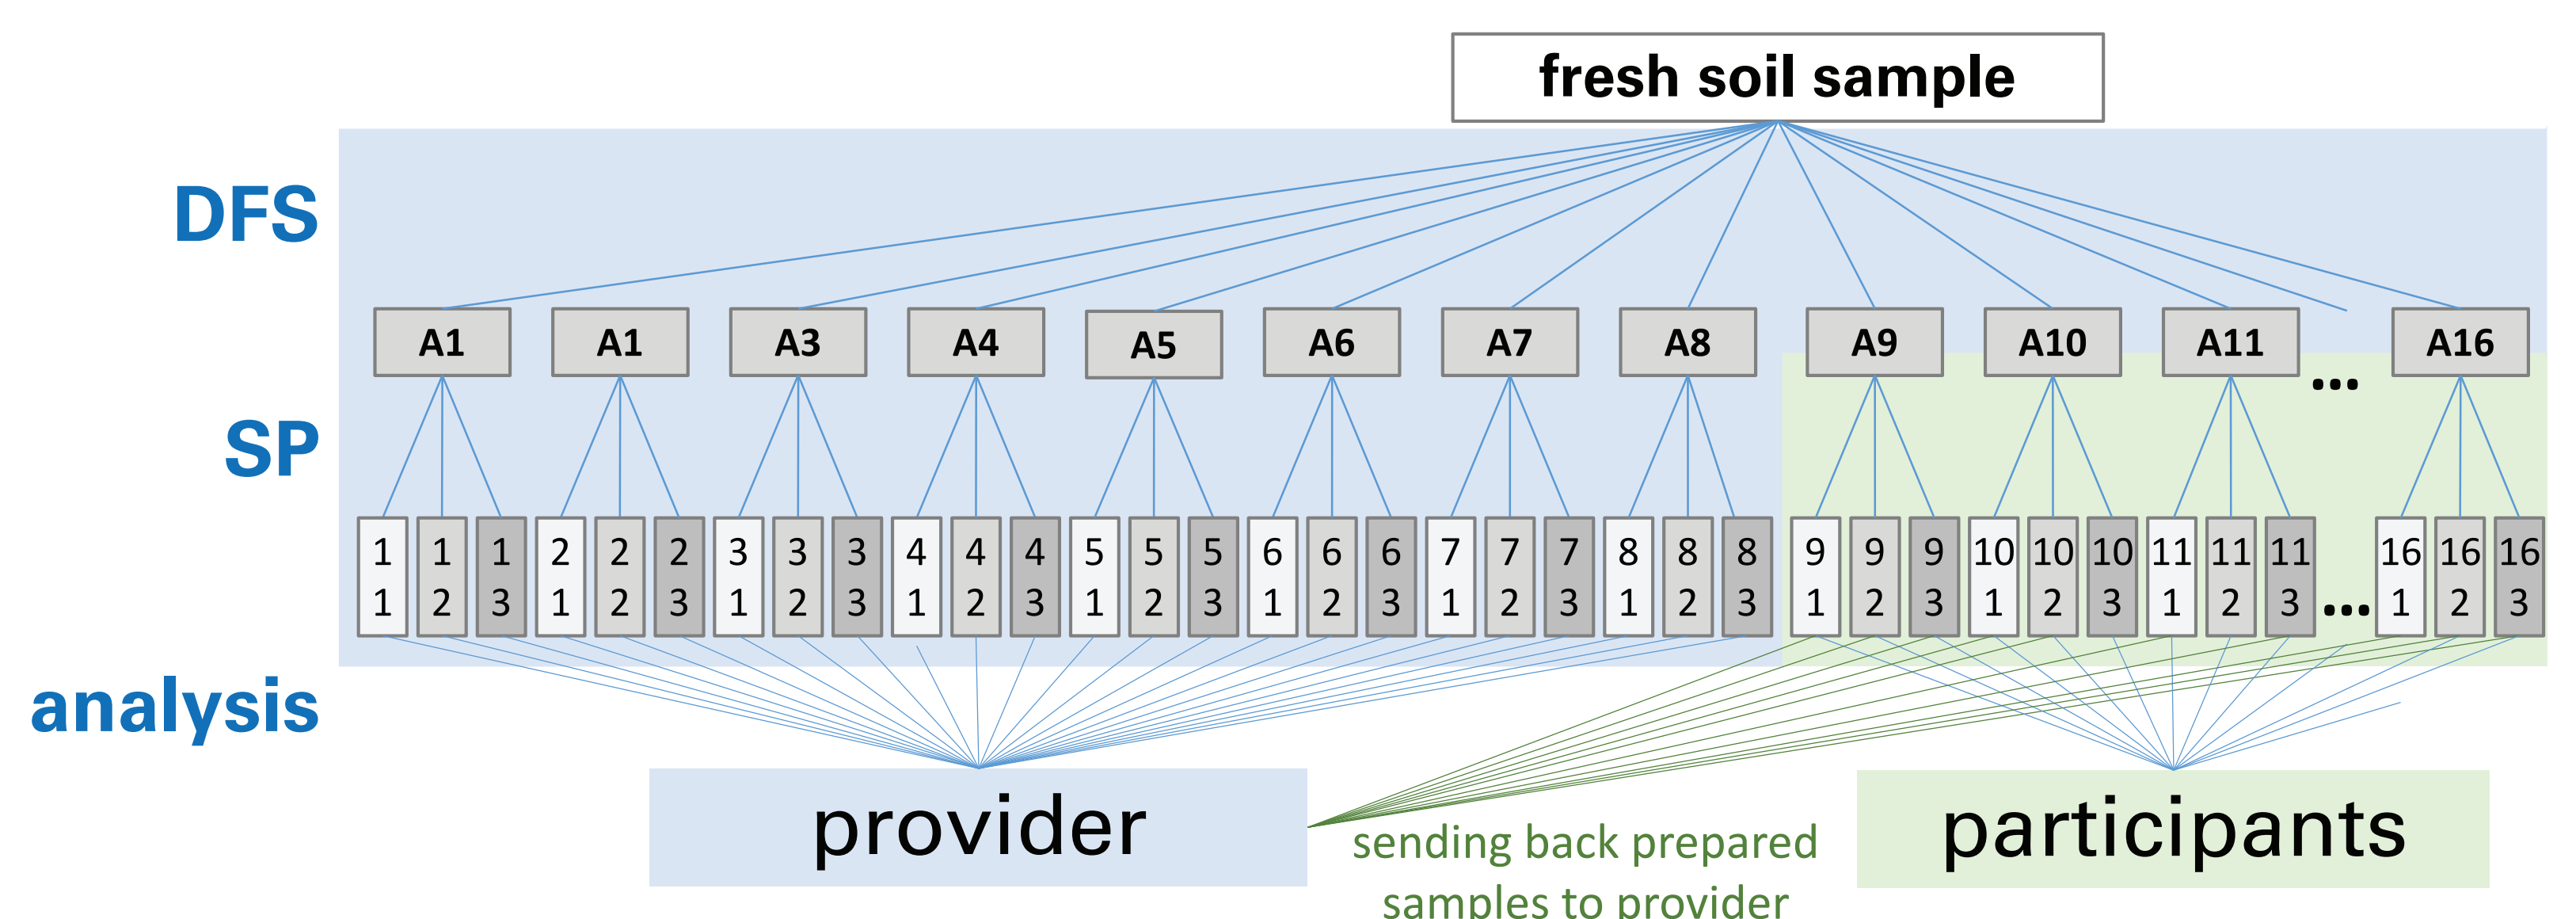 fresh soil sample
DFS
A1 A1 A3 A4 A5 A6 A7 A8 A9 A10 A11 ... A16
SP
1 1 1 2 2 2 3 3 3 4 4 4 5 5 5 6 6 6 7 7 7 8 8 8 9 9 9 10 10 10 11 11 11 16 16 16
1 2 3 1 2 3 1 2 3 1 2 3 1 2 3 1 2 3 1 2 3 1 2 3 1 2 3 1 2 3 1 2 3 ... 1 2 3
analysis
provider
sending back prepared
samples to provider
participants